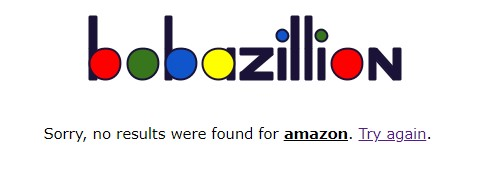 bobazillion
Sorry, no results were found for amazon. Try again.